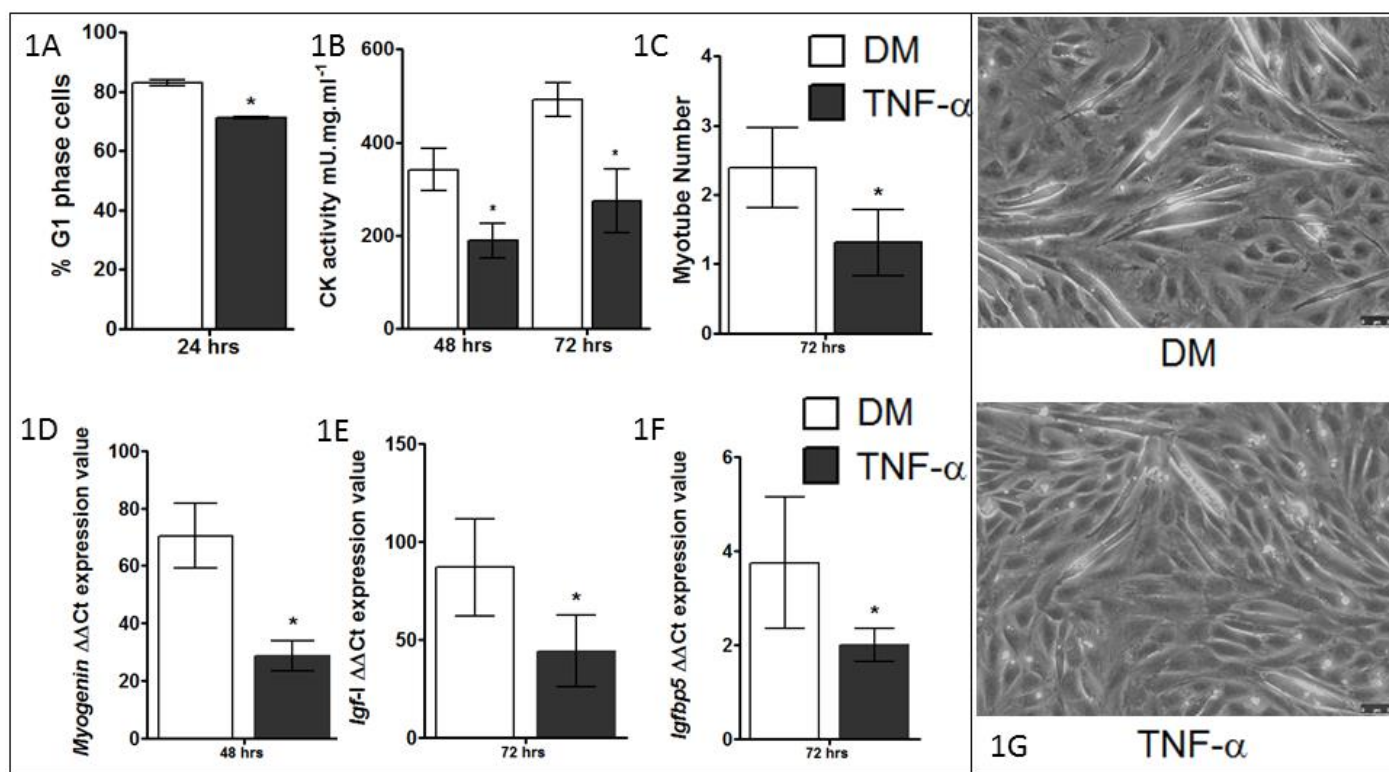 1A
% G1 phase cells
100
80
60
40
20
0
*
24 hrs
1B
CK activity mU.mg.ml-1
600
400
200
0
*
*
48 hrs 72 hrs
1C
DM
TNF-α
Myotube Number
4
3
2
1
0
*
72 hrs
DM
1D
Myogenin ΔΔCt expression value
100
80
60
40
20
0
*
48 hrs
1E
Igf-I ΔΔCt expression value
150
100
50
0
*
72 hrs
1F
DM
TNF-α
Igfbp5 ΔΔCt expression value
6
4
2
0
*
72 hrs
1G
TNF-α